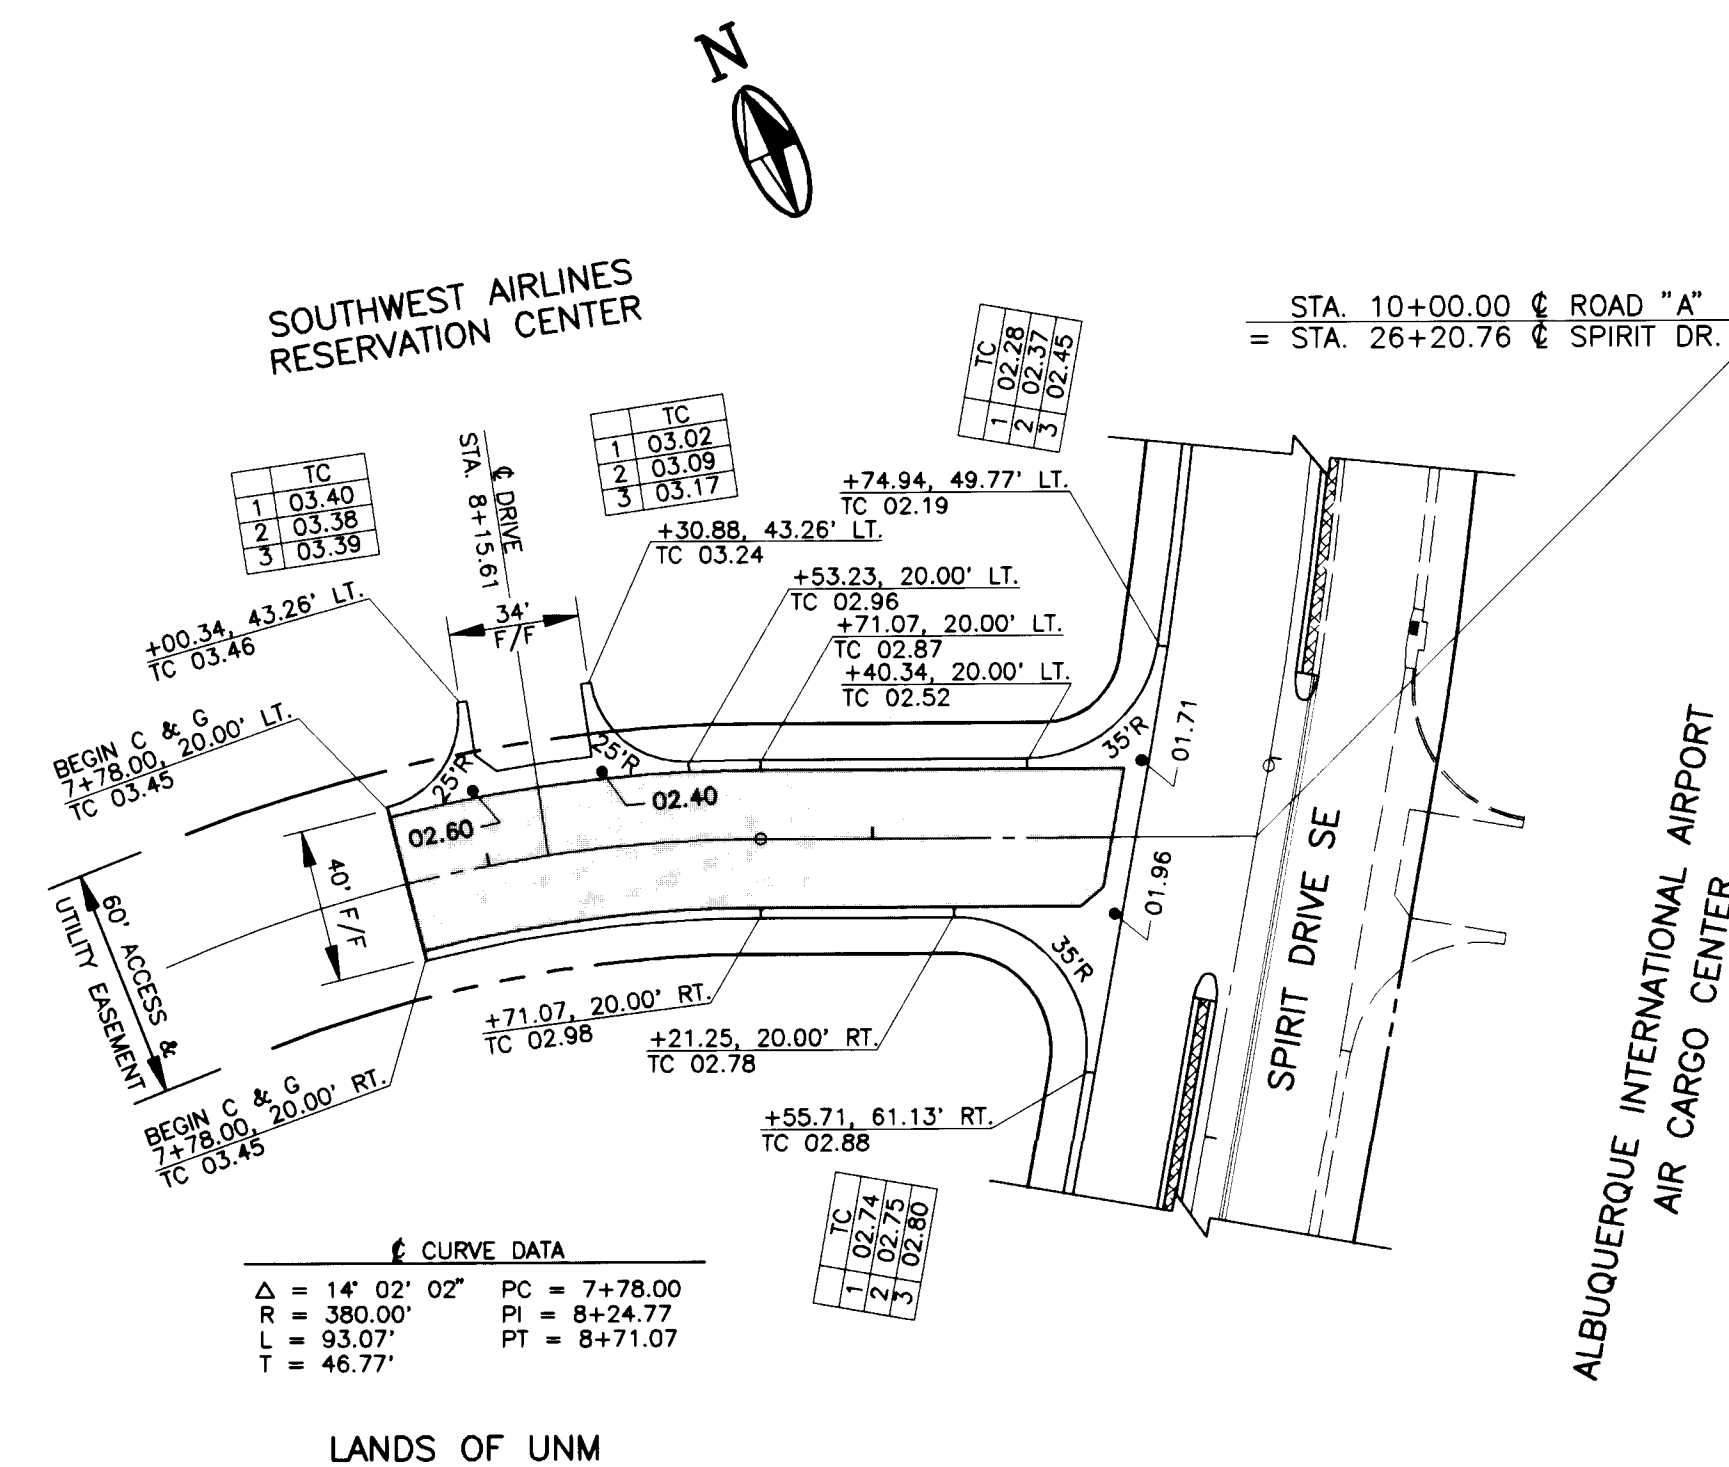 N
SOUTHWEST AIRLINES
RESERVATION CENTER
STA. 10+00.00 ℄ ROAD "A"
= STA. 26+20.76 ℄ SPIRIT DR.
TC
1 02.28
2 02.37
3 02.45
TC
1 03.02
2 03.09
3 03.17
TC
1 03.40
2 03.38
3 03.39
℄ DRIVE
STA. 8+15.61
+74.94, 49.77' LT.
TC 02.19
+30.88, 43.26' LT.
TC 03.24
+53.23, 20.00' LT.
TC 02.96
+71.07, 20.00' LT.
TC 02.87
+40.34, 20.00' LT.
TC 02.52
34'
F/F
+00.34, 43.26' LT.
TC 03.46
BEGIN C & G
7+78.00, 20.00' LT.
TC 03.45
25'R
25'R
35'R
01.71
02.60
02.40
40' F/F
60' ACCESS &
UTILITY EASEMENT
01.96
35'R
SPIRIT DRIVE SE
ALBUQUERQUE INTERNATIONAL AIRPORT
AIR CARGO CENTER
+71.07, 20.00' RT.
TC 02.98
+21.25, 20.00' RT.
TC 02.78
BEGIN C & G
7+78.00, 20.00' RT.
TC 03.45
+55.71, 61.13' RT.
TC 02.88
TC
1 02.74
2 02.75
3 02.80
℄ CURVE DATA
Δ = 14° 02' 02" PC = 7+78.00
R = 380.00' PI = 8+24.77
L = 93.07' PT = 8+71.07
T = 46.77'
LANDS OF UNM